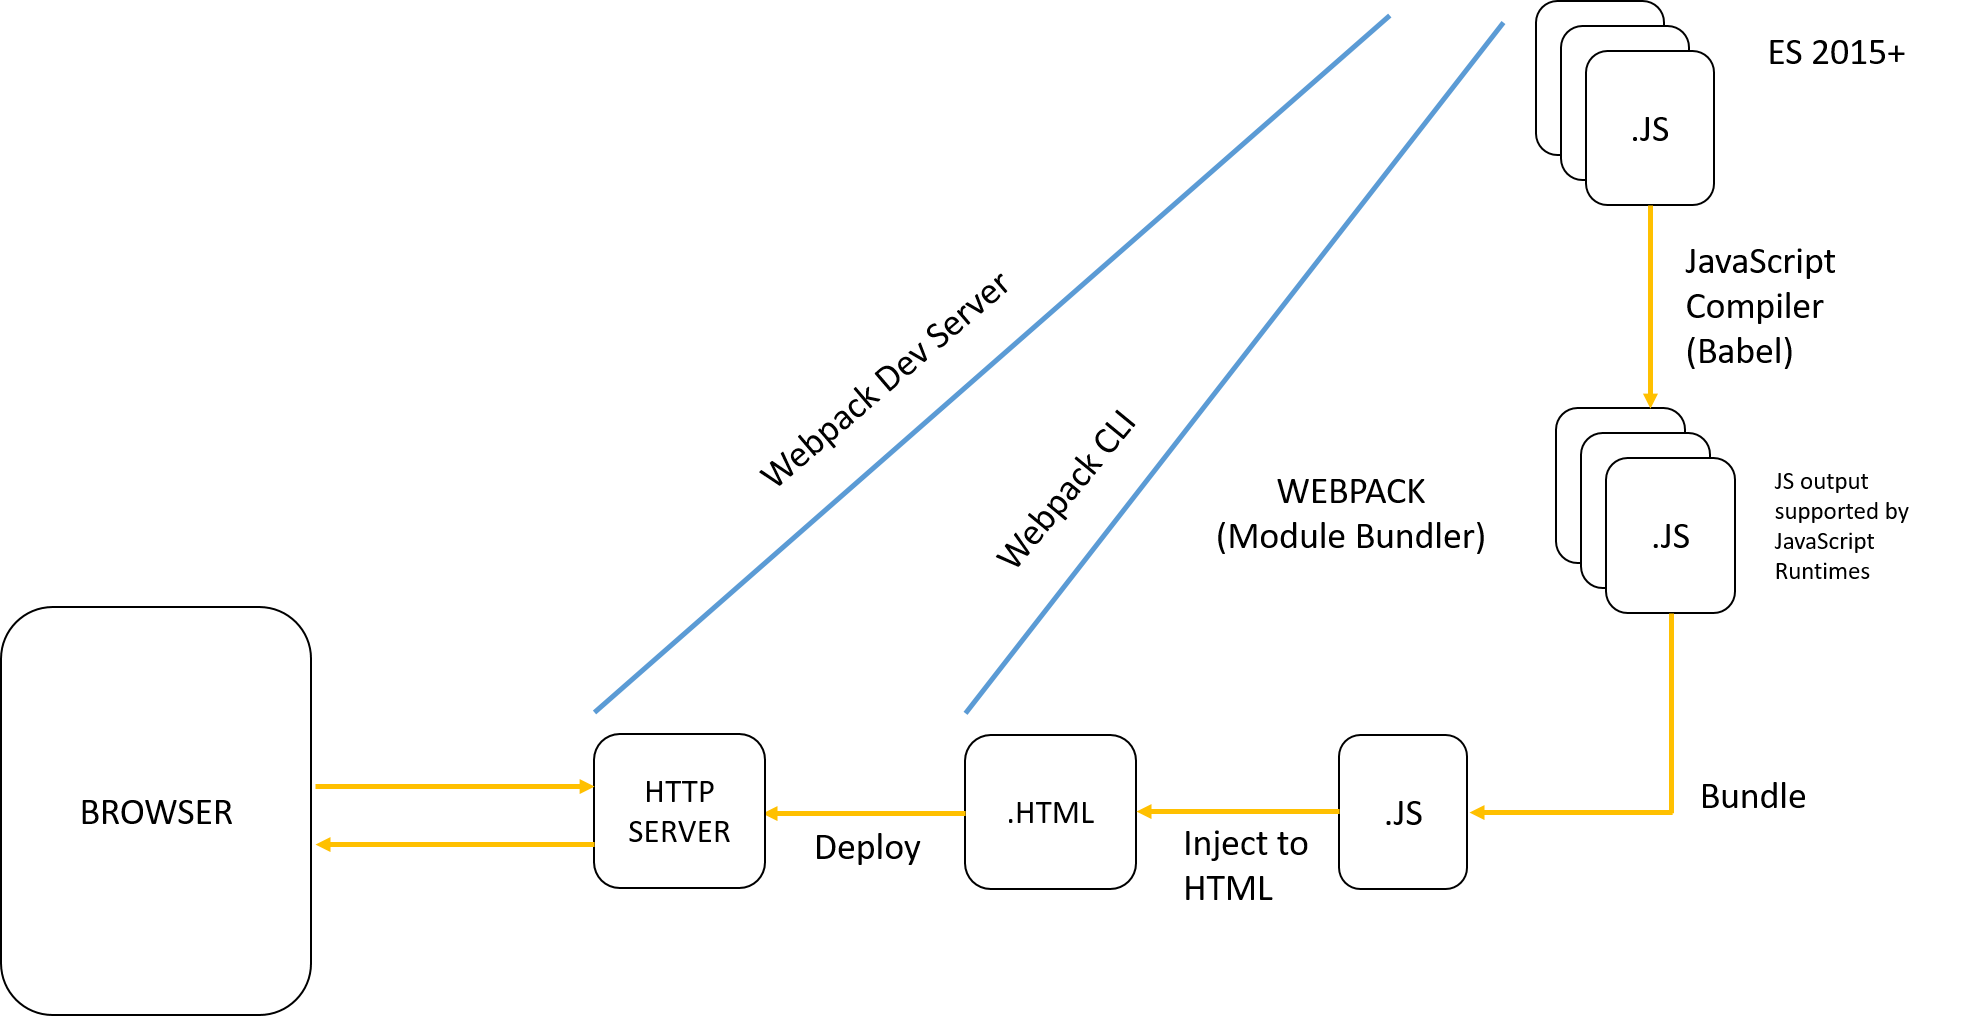 ES 2015+
.JS
JavaScript
Compiler
(Babel)
Webpack Dev Server
Webpack CLI
WEBPACK
(Module Bundler)
.JS
JS output
supported by
JavaScript
Runtimes
BROWSER
HTTP
SERVER
Deploy
.HTML
Inject to
HTML
.JS
Bundle